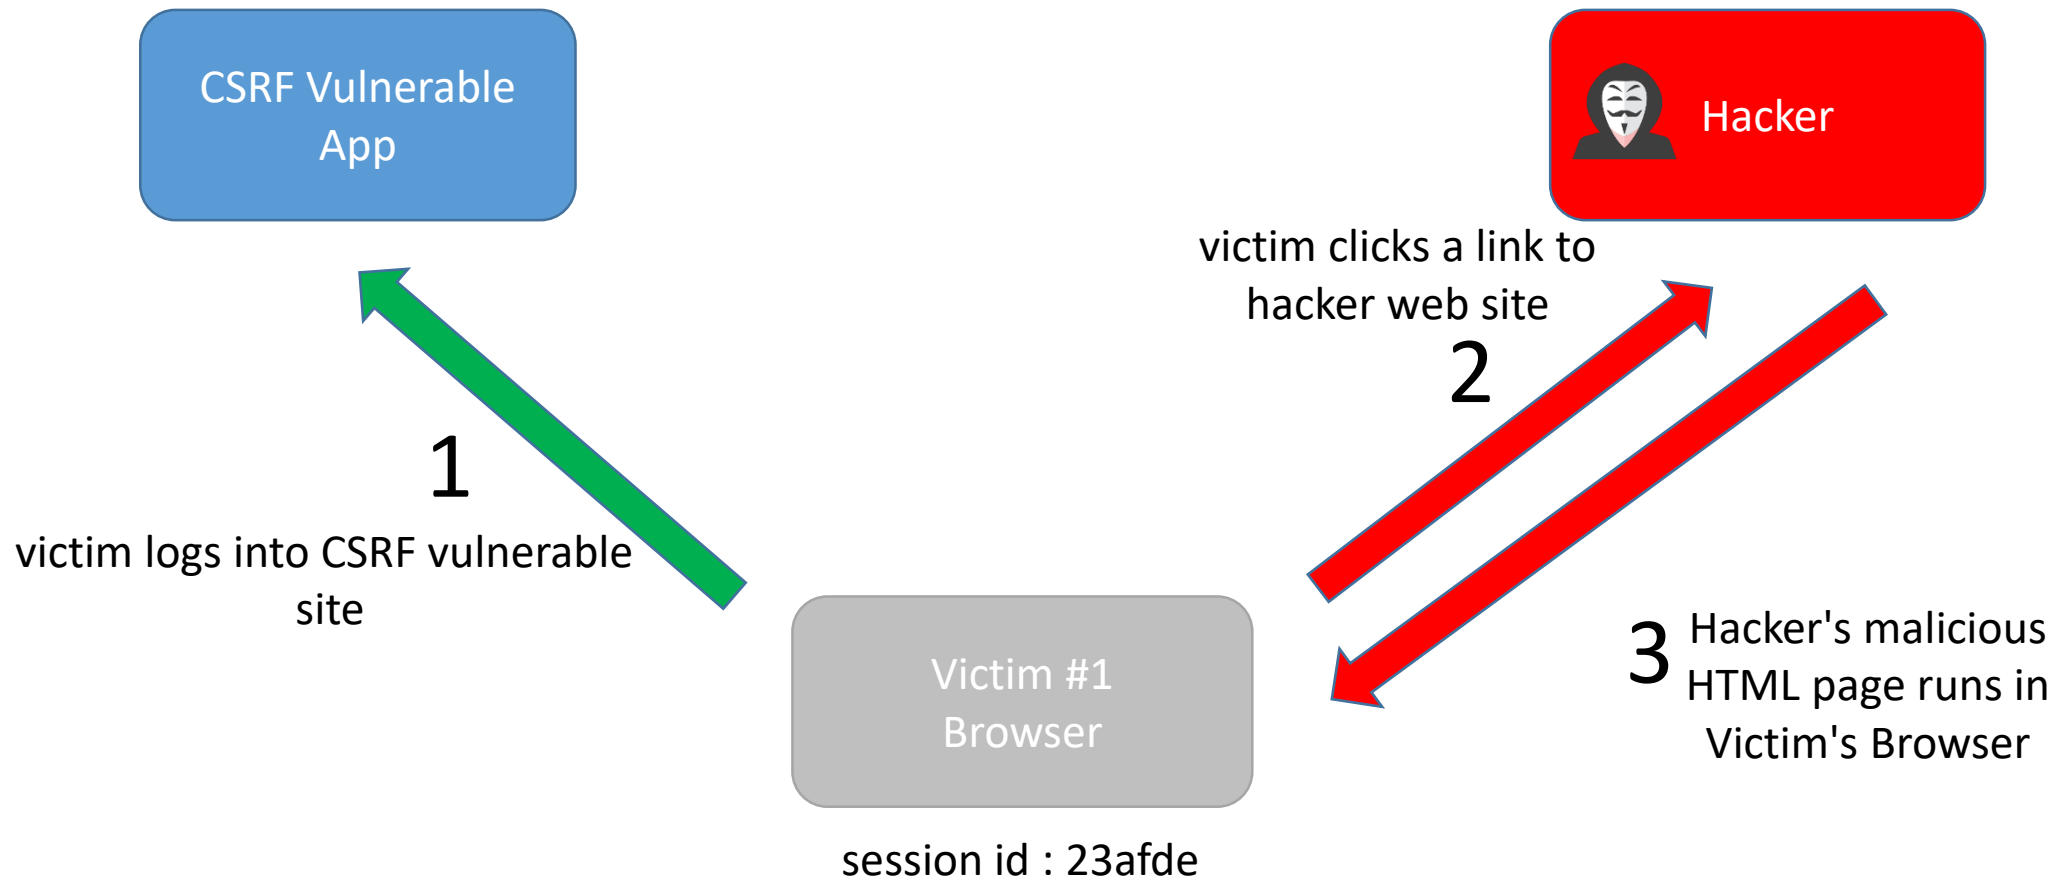 CSRF Vulnerable
App
Hacker
victim clicks a link to
hacker web site
2
1
victim logs into CSRF vulnerable
site
3
Hacker's malicious
HTML page runs in
Victim's Browser
Victim #1
Browser
session id : 23afde